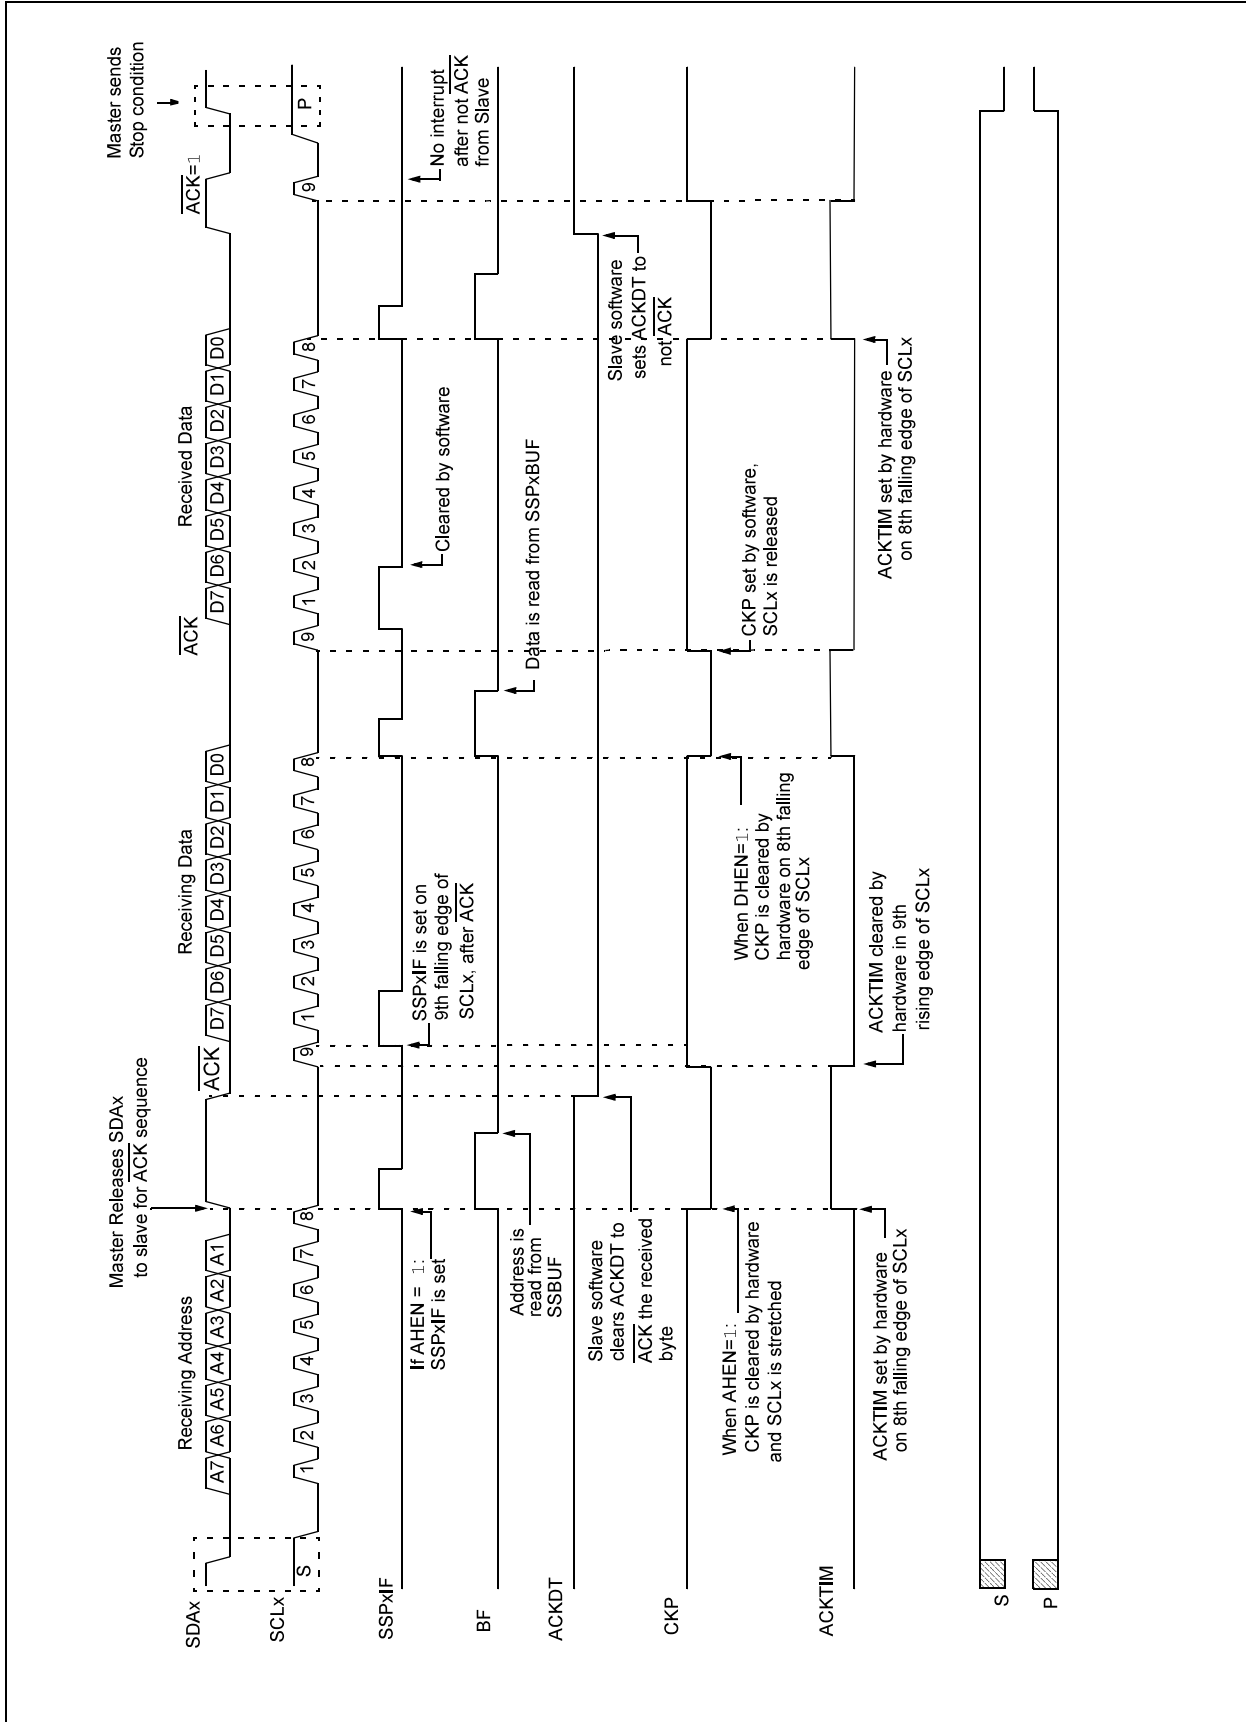 Master Releases SDAx
to slave for ACK sequence
Master sends
Stop condition
Receiving Address
ACK
Receiving Data
ACK
Received Data
ACK=1
SDAx
A7 A6 A5 A4 A3 A2 A1
D7 D6 D5 D4 D3 D2 D1 D0
D7 D6 D5 D4 D3 D2 D1 D0
SCLx
S
1 2 3 4 5 6 7 8
9
1 2 3 4 5 6 7 8
9
1 2 3 4 5 6 7 8
9
P
SSPxIF
If AHEN = 1:
SSPxIF is set
SSPxIF is set on
9th falling edge of
SCLx, after ACK
Cleared by software
No interrupt
after not ACK
from Slave
BF
Address is
read from
SSBUF
Data is read from SSPxBUF
ACKDT
Slave software
clears ACKDT to
ACK the received
byte
Slave software
sets ACKDT to
not ACK
CKP
When AHEN=1:
CKP is cleared by hardware
and SCLx is stretched
When DHEN=1:
CKP is cleared by
hardware on 8th falling
edge of SCLx
CKP set by software,
SCLx is released
ACKTIM
ACKTIM set by hardware
on 8th falling edge of SCLx
ACKTIM cleared by
hardware in 9th
rising edge of SCLx
ACKTIM set by hardware
on 8th falling edge of SCLx
S
P